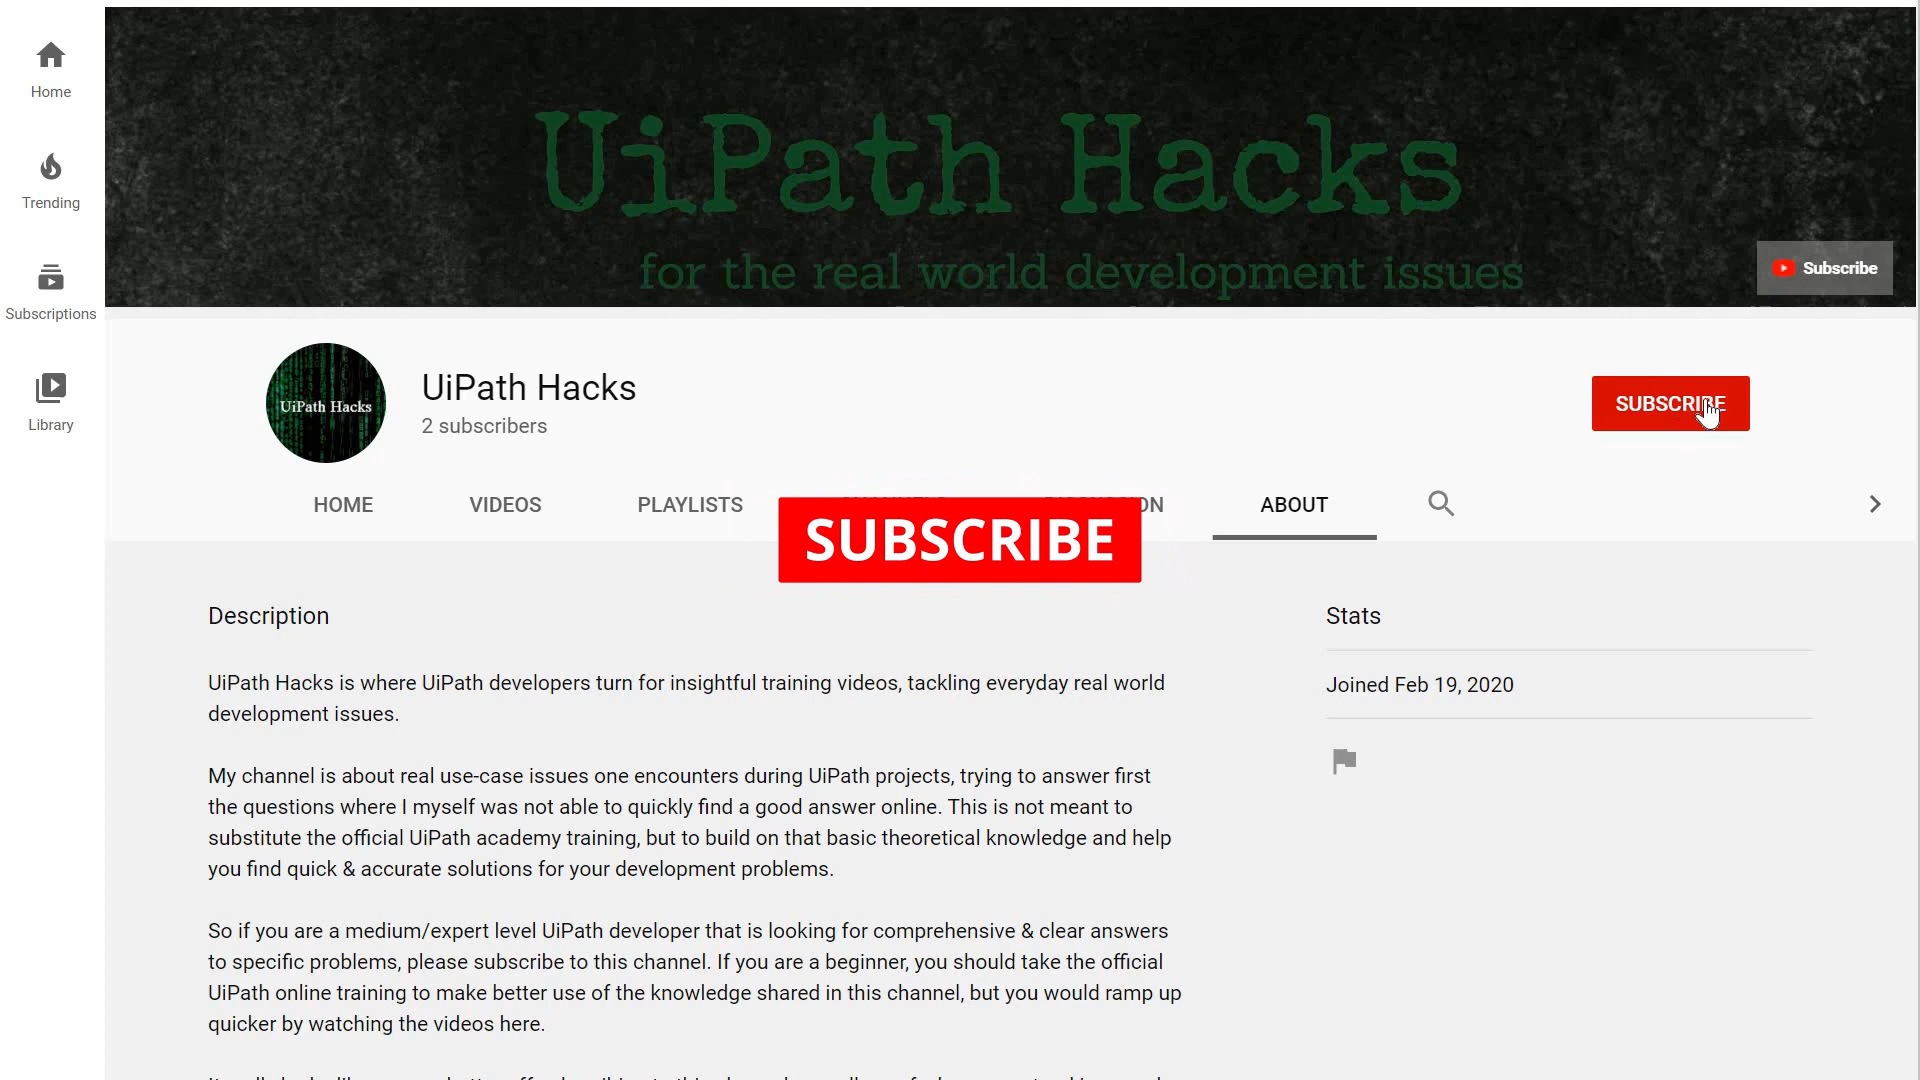 Home
Trending
Subscriptions
Library
UiPath Hacks
for the real world development issues
Subscribe
UiPath Hacks
UiPath Hacks
2 subscribers
SUBSCRIBE
HOME VIDEOS PLAYLISTS ABOUT
SUBSCRIBE
Description
UiPath Hacks is where UiPath developers turn for insightful training videos, tackling everyday real world
development issues.
My channel is about real use-case issues one encounters during UiPath projects, trying to answer first
the questions where I myself was not able to quickly find a good answer online. This is not meant to
substitute the official UiPath academy training, but to build on that basic theoretical knowledge and help
you find quick & accurate solutions for your development problems.
So if you are a medium/expert level UiPath developer that is looking for comprehensive & clear answers
to specific problems, please subscribe to this channel. If you are a beginner, you should take the official
UiPath online training to make better use of the knowledge shared in this channel, but you would ramp up
quicker by watching the videos here.
Stats
Joined Feb 19, 2020